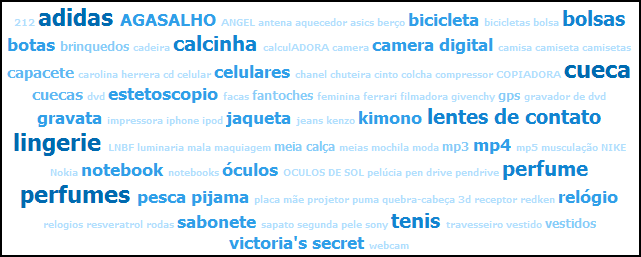 212 adidas AGASALHO ANGEL antena aquecedor asics berço bicicleta bicicletas bolsa bolsas
botas brinquedos cadeira calcinha calculADORA camera camera digital camisa camiseta camisetas
capacete carolina herrera cd celular celulares chanel chuteira cinto colcha compressor COPIADORA cueca
cuecas dvd estetoscopio facas fantoches feminina ferrari filmadora givenchy gps gravador de dvd
gravata impressora iphone ipod jaqueta jeans kenzo kimono lentes de contato
lingerie LNBF luminaria mala maquiagem meia calça meias mochila moda mp3 mp4 mp5 musculação NIKE
Nokia notebook notebooks óculos OCULOS DE SOL pelúcia pen drive pendrive perfume
perfumes pesca pijama placa mãe projetor puma quebra-cabeça 3d receptor redken relógio
relogios resveratrol rodas sabonete sapato segunda pele sony tenis travesseiro vestido vestidos
victoria's secret webcam